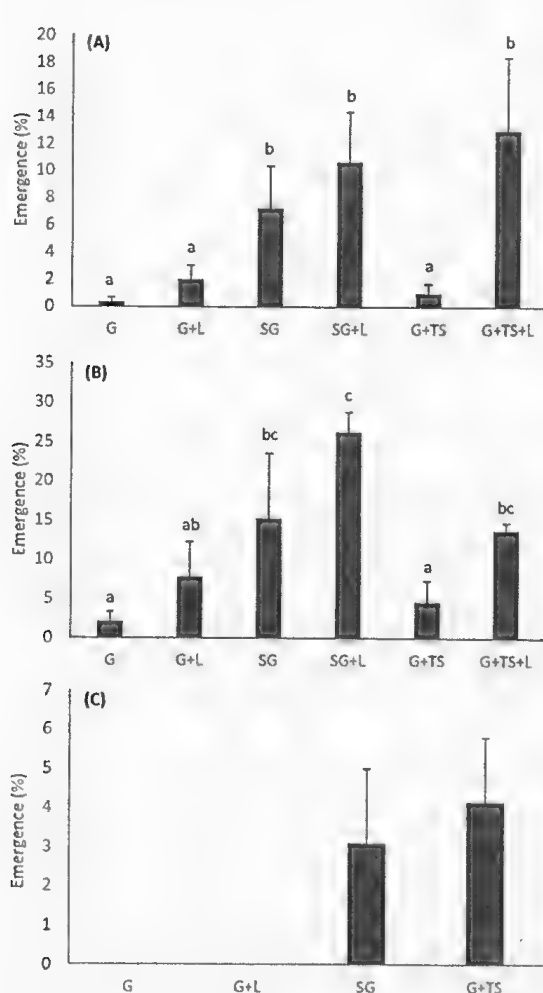 (A)
Emergence (%)
20
18
16
14
12
10
8
6
4
2
0
a
a
b
b
a
b
G G+L SG SG+L G+TS G+TS+L
(B)
Emergence (%)
35
30
25
20
15
10
5
0
a
ab
bc
c
a
bc
G G+L SG SG+L G+TS G+TS+L
(C)
Emergence (%)
7
6
5
4
3
2
1
0
G G+L SG G+TS